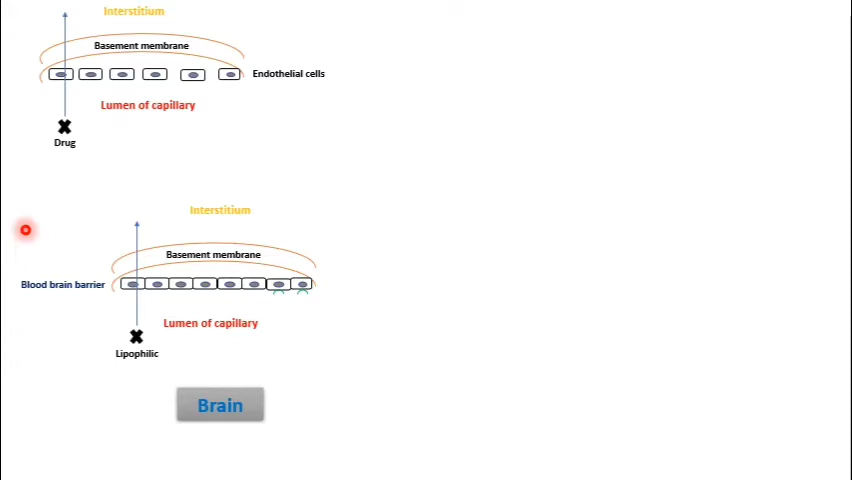 Interstitium
Basement membrane
Endothelial cells
Lumen of capillary
Drug
Interstitium
Basement membrane
Blood brain barrier
Lumen of capillary
Lipophilic
Brain